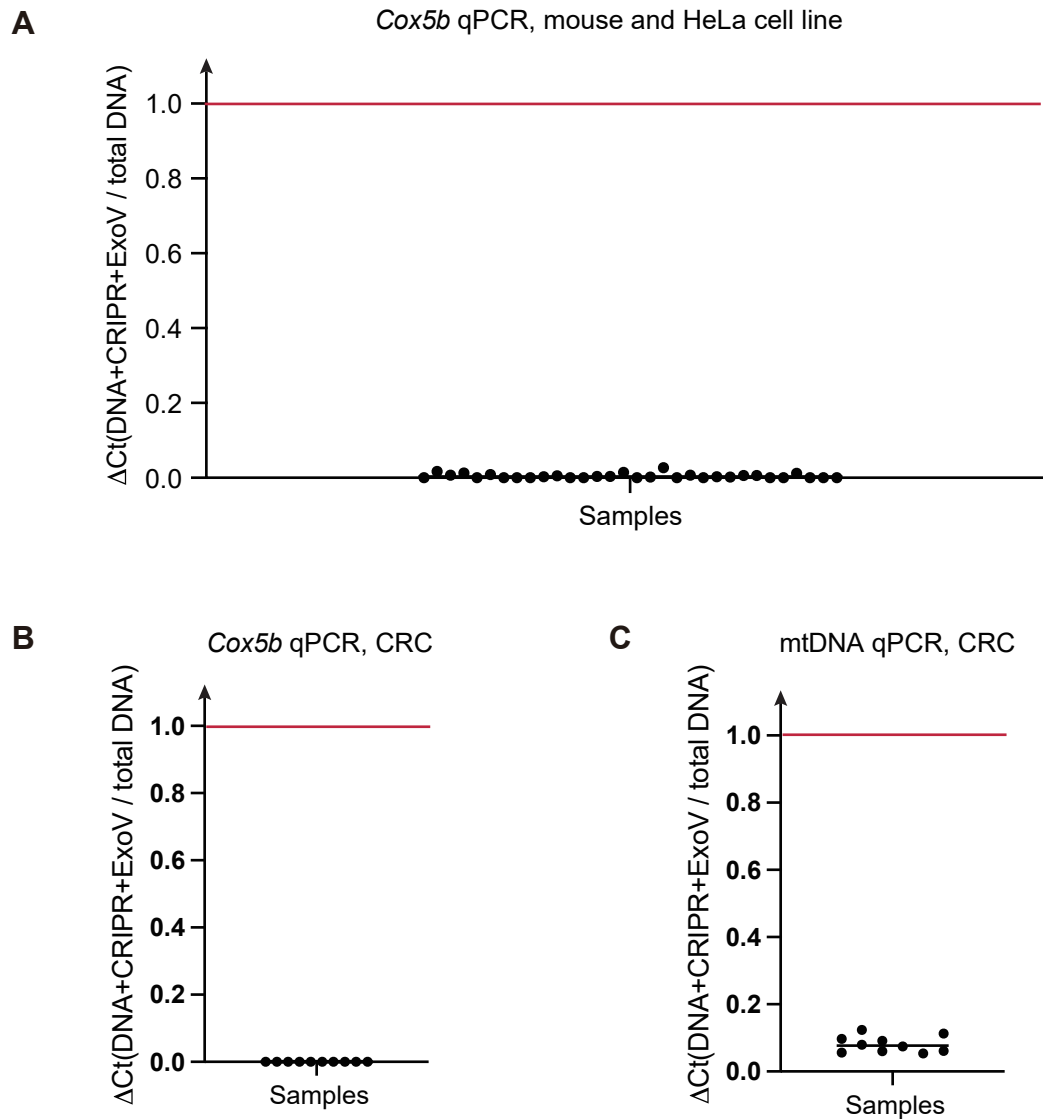 A
Cox5b qPCR, mouse and HeLa cell line
ΔCt(DNA+CRIPR+ExoV / total DNA)
1.0
0.8
0.6
0.4
0.2
0.0
Samples
B
Cox5b qPCR, CRC
ΔCt(DNA+CRIPR+ExoV / total DNA)
1.0
0.8
0.6
0.4
0.2
0.0
Samples
C
mtDNA qPCR, CRC
ΔCt(DNA+CRIPR+ExoV / total DNA)
1.0
0.8
0.6
0.4
0.2
0.0
Samples